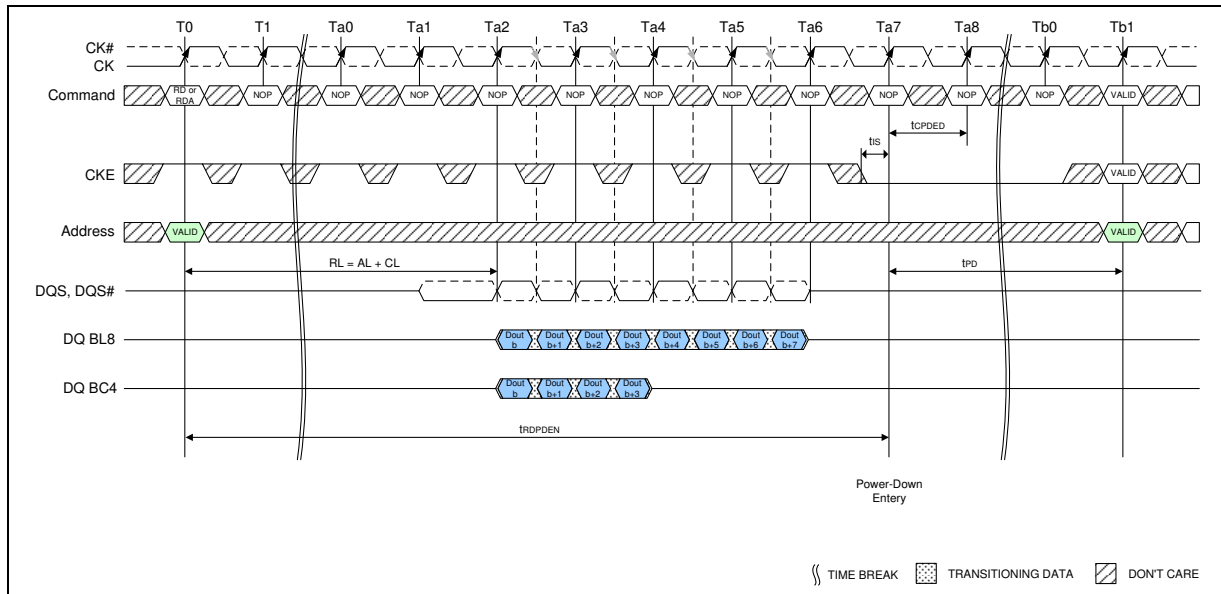 T0 T1 Ta0 Ta1 Ta2 Ta3 Ta4 Ta5 Ta6 Ta7 Ta8 Tb0 Tb1
CK#
CK
Command RD or RDA NOP NOP NOP NOP NOP NOP NOP NOP NOP NOP NOP VALID
tCPDED
tIS
CKE VALID
Address VALID VALID
RL = AL + CL tPD
DQS, DQS#
DQ BL8 Dout b Dout b+1 Dout b+2 Dout b+3 Dout b+4 Dout b+5 Dout b+6 Dout b+7
DQ BC4 Dout b Dout b+1 Dout b+2 Dout b+3
tRDPDEN
Power-Down
Entery
TIME BREAK TRANSITIONING DATA DON'T CARE